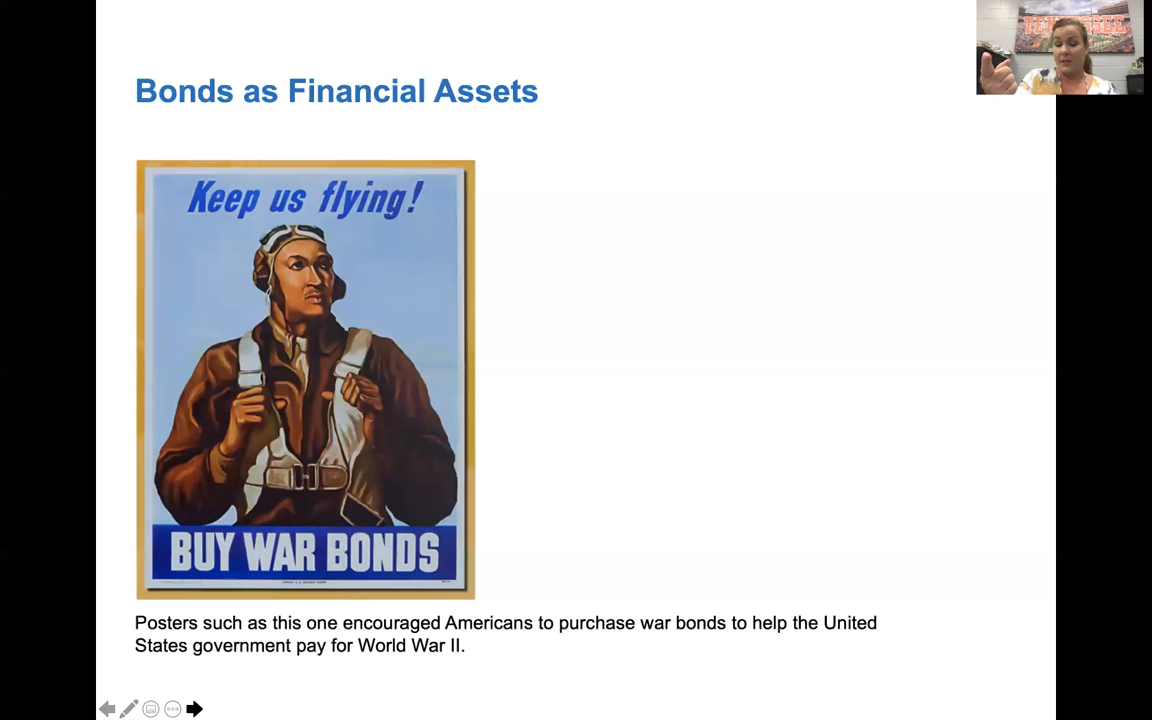 Bonds as Financial Assets
TENNESSEE
Keep us flying!
BUY WAR BONDS
Posters such as this one encouraged Americans to purchase war bonds to help the United
States government pay for World War II.